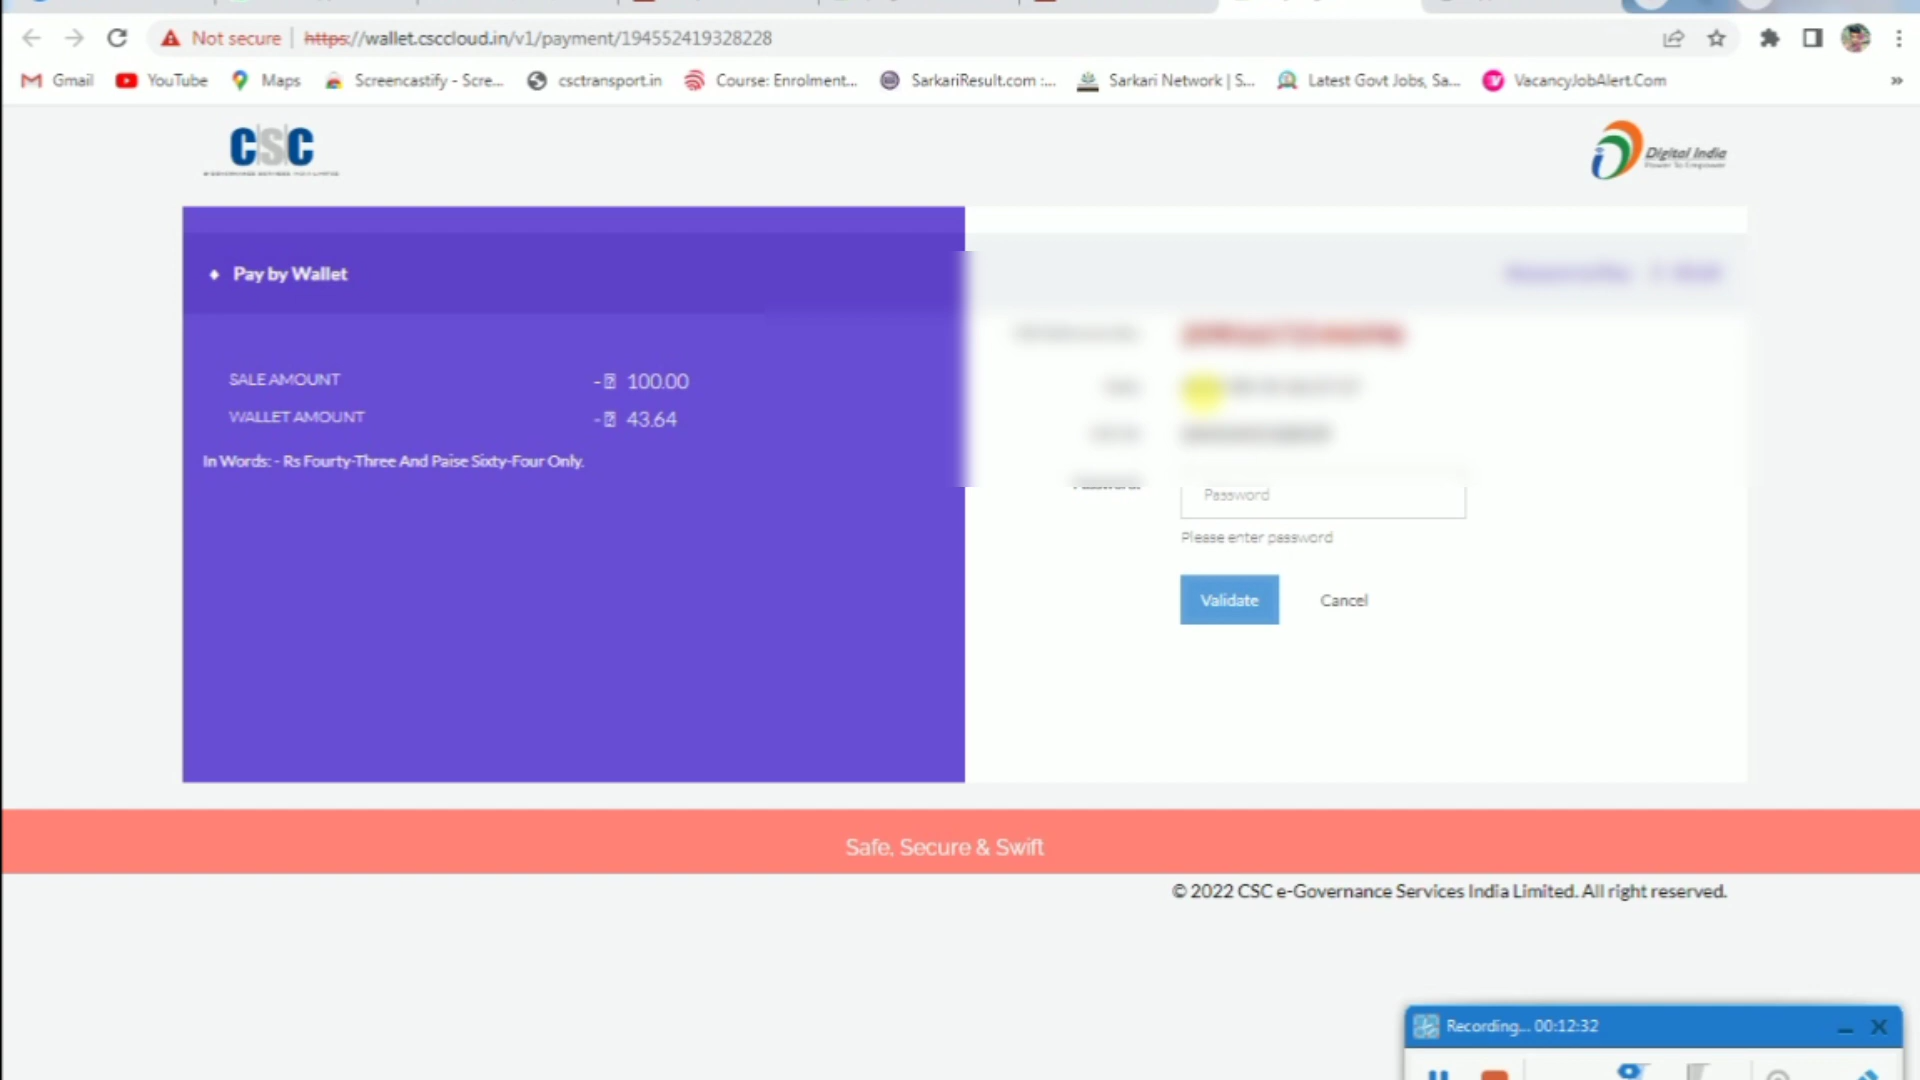 Not secure | https://wallet.csccloud.in/v1/payment/194552419328228
Gmail YouTube Maps Screencastify - Scre... csctransport.in Course: Enrolment... SarkariResult.com :... Sarkari Network | S... Latest Govt Jobs, Sa... VacancyJobAlert.Com »
CSC
Digital India
Power To Empower
Pay by Wallet
SALE AMOUNT - 100.00
WALLET AMOUNT - 43.64
In Words: - Rs Fourty-Three And Paise Sixty-Four Only.
Password
Please enter password
Validate Cancel
Safe, Secure & Swift
© 2022 CSC e-Governance Services India Limited. All right reserved.
Recording... 00:12:32